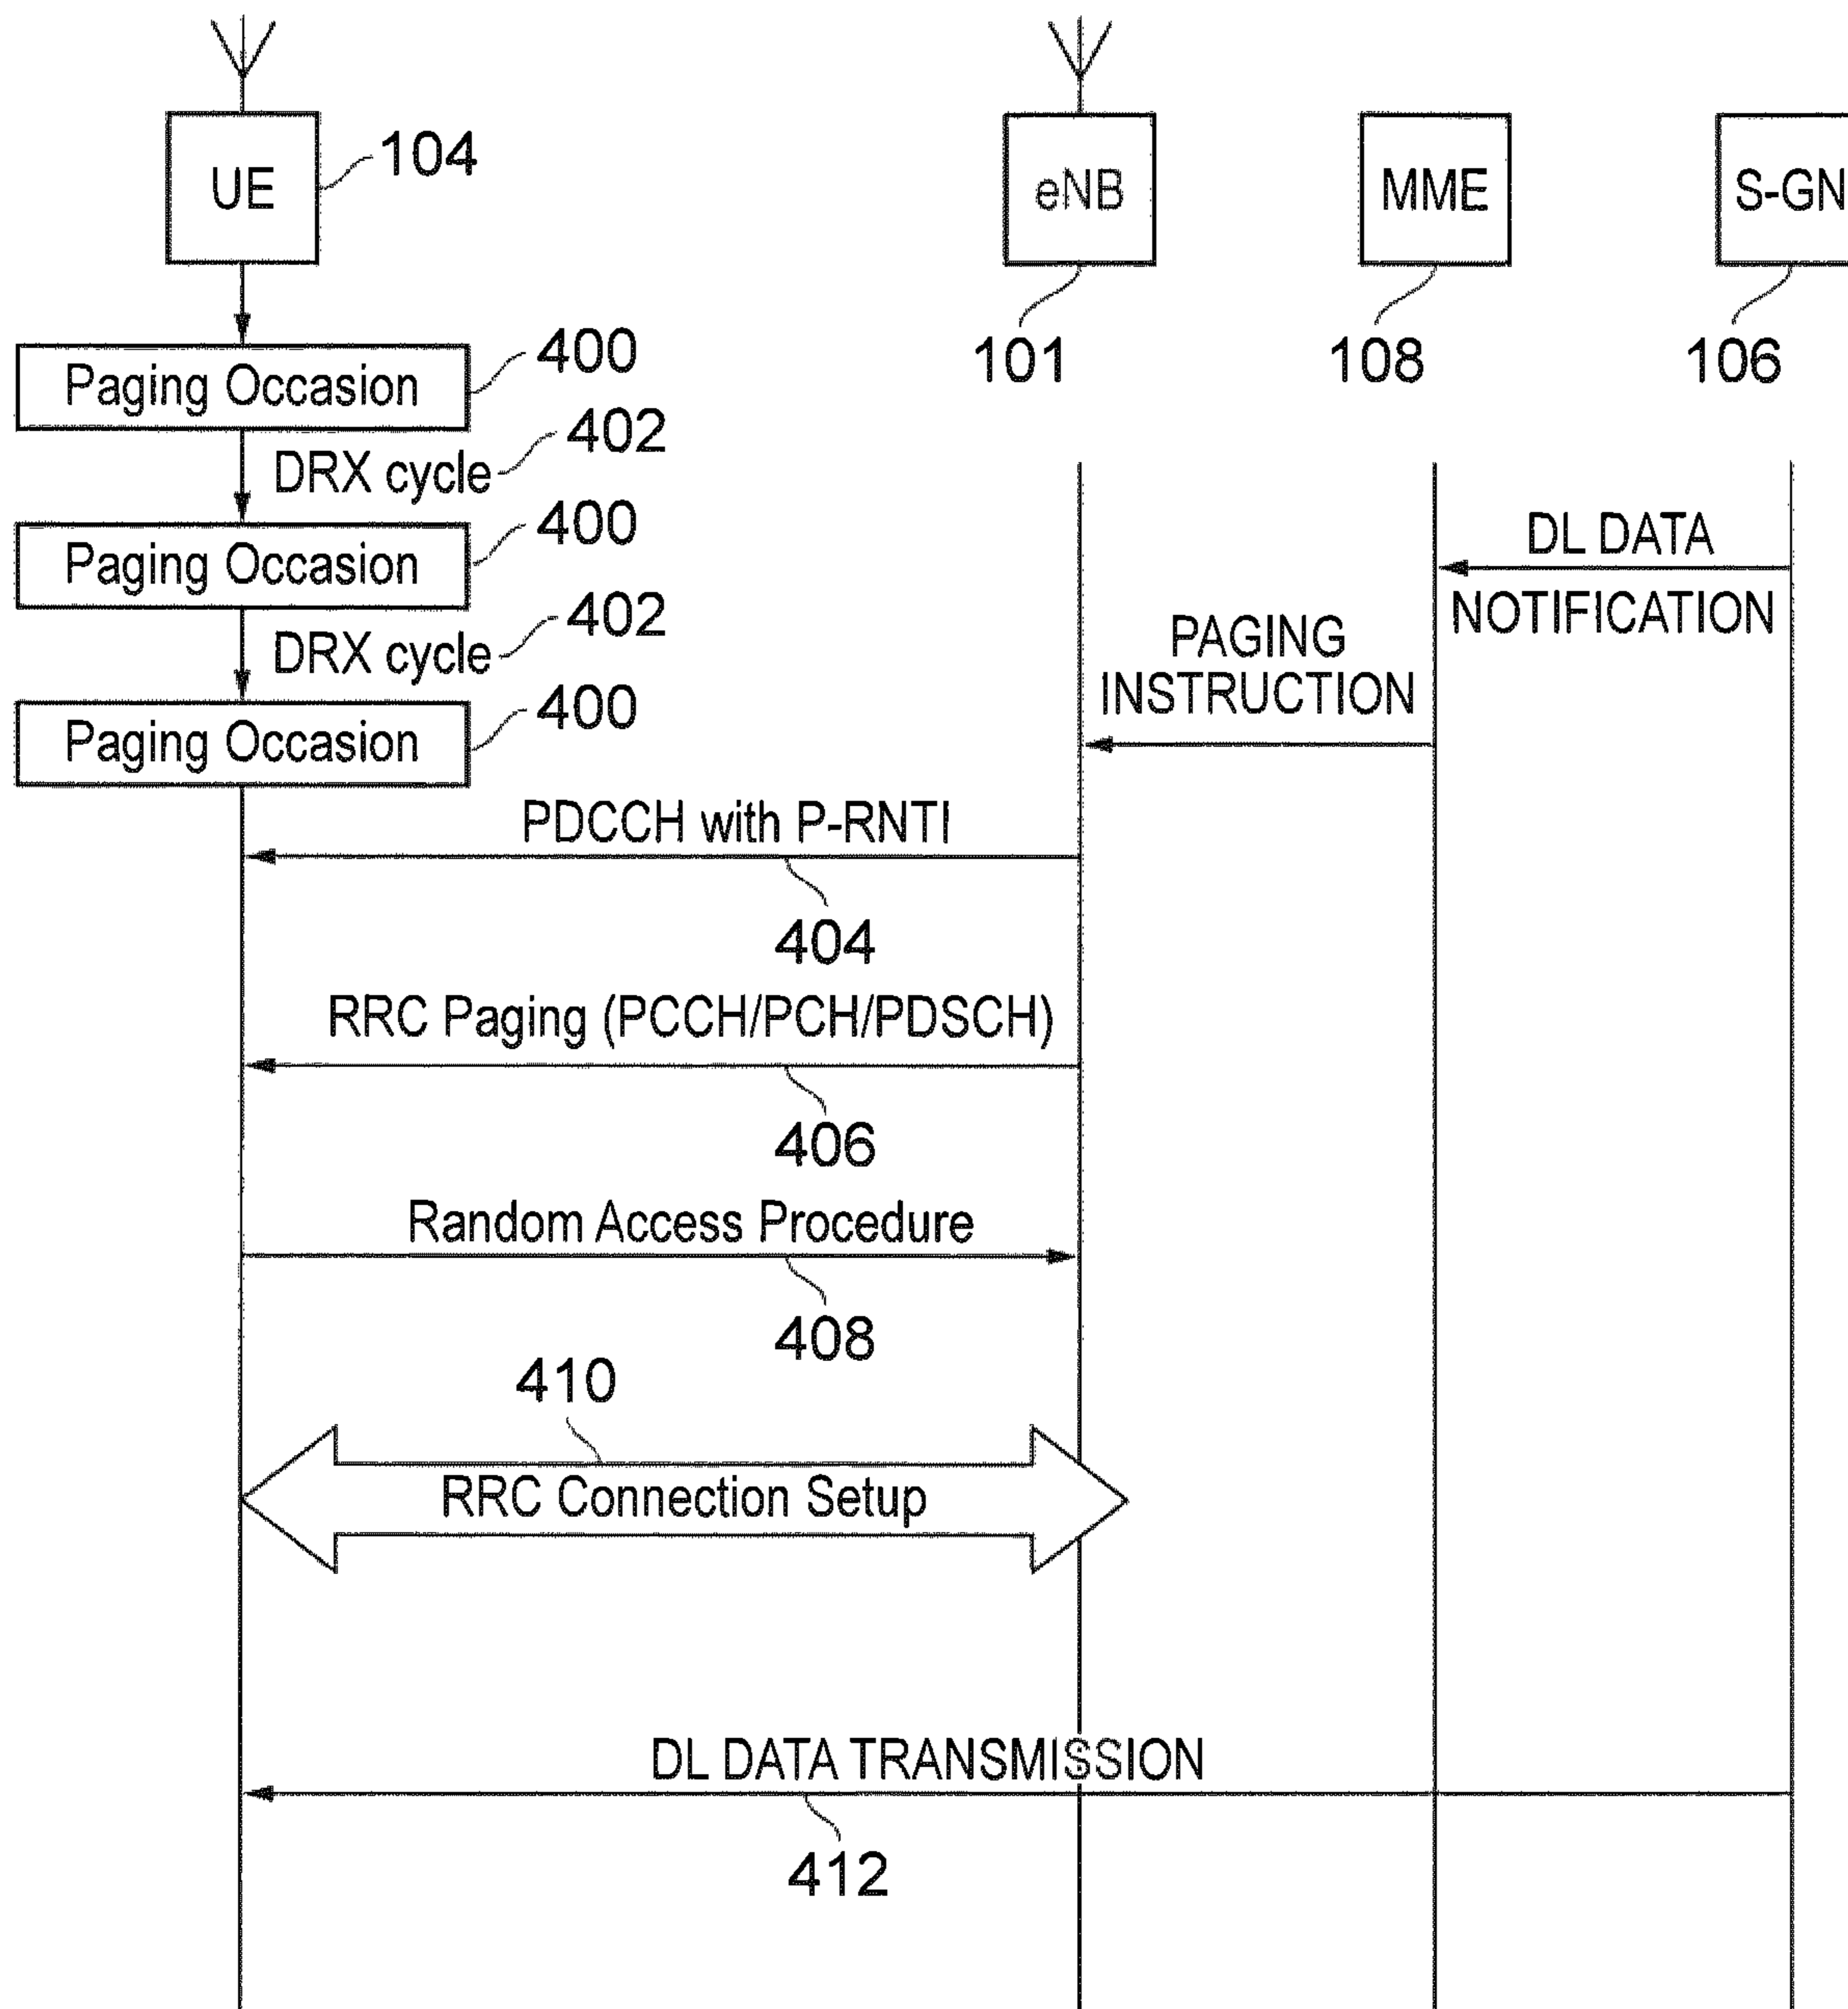 UE
104
eNB
MME
S-GN
101
108
106
Paging Occasion
400
DRX cycle
402
Paging Occasion
400
DRX cycle
402
Paging Occasion
400
DL DATA
NOTIFICATION
PAGING
INSTRUCTION
PDCCH with P-RNTI
404
RRC Paging (PCCH/PCH/PDSCH)
406
Random Access Procedure
408
410
RRC Connection Setup
DL DATA TRANSMISSION
412